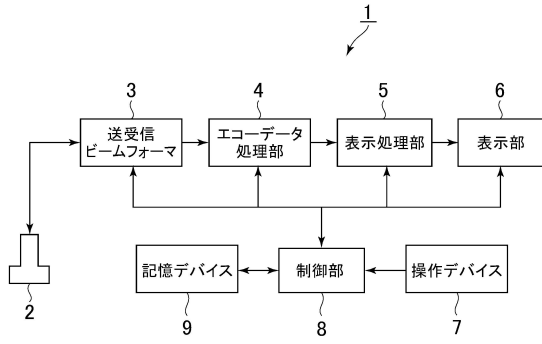 1
3
4
5
6
送受信
ビームフォーマ
エコーデータ
処理部
表示処理部
表示部
2
記憶デバイス
制御部
操作デバイス
9
8
7